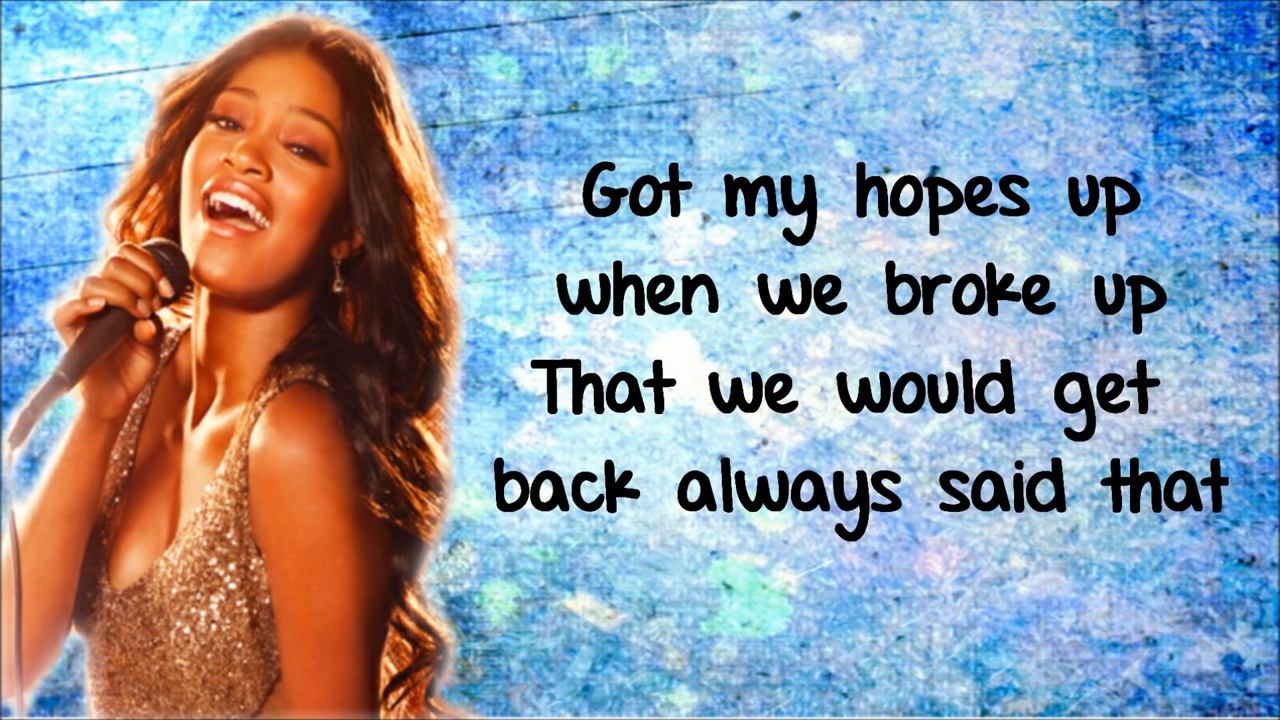 Got my hopes up
when we broke up
That we would get
back always said that